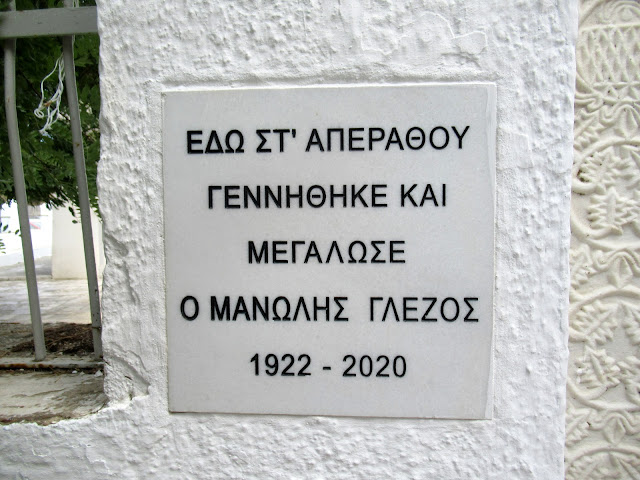 ΕΔΩ ΣΤ' ΑΠΕΡΑΘΟΥ
ΓΕΝΝΗΘΗΚΕ ΚΑΙ
ΜΕΓΑΛΩΣΕ
Ο ΜΑΝΩΛΗΣ ΓΛΕΖΟΣ
1922 - 2020